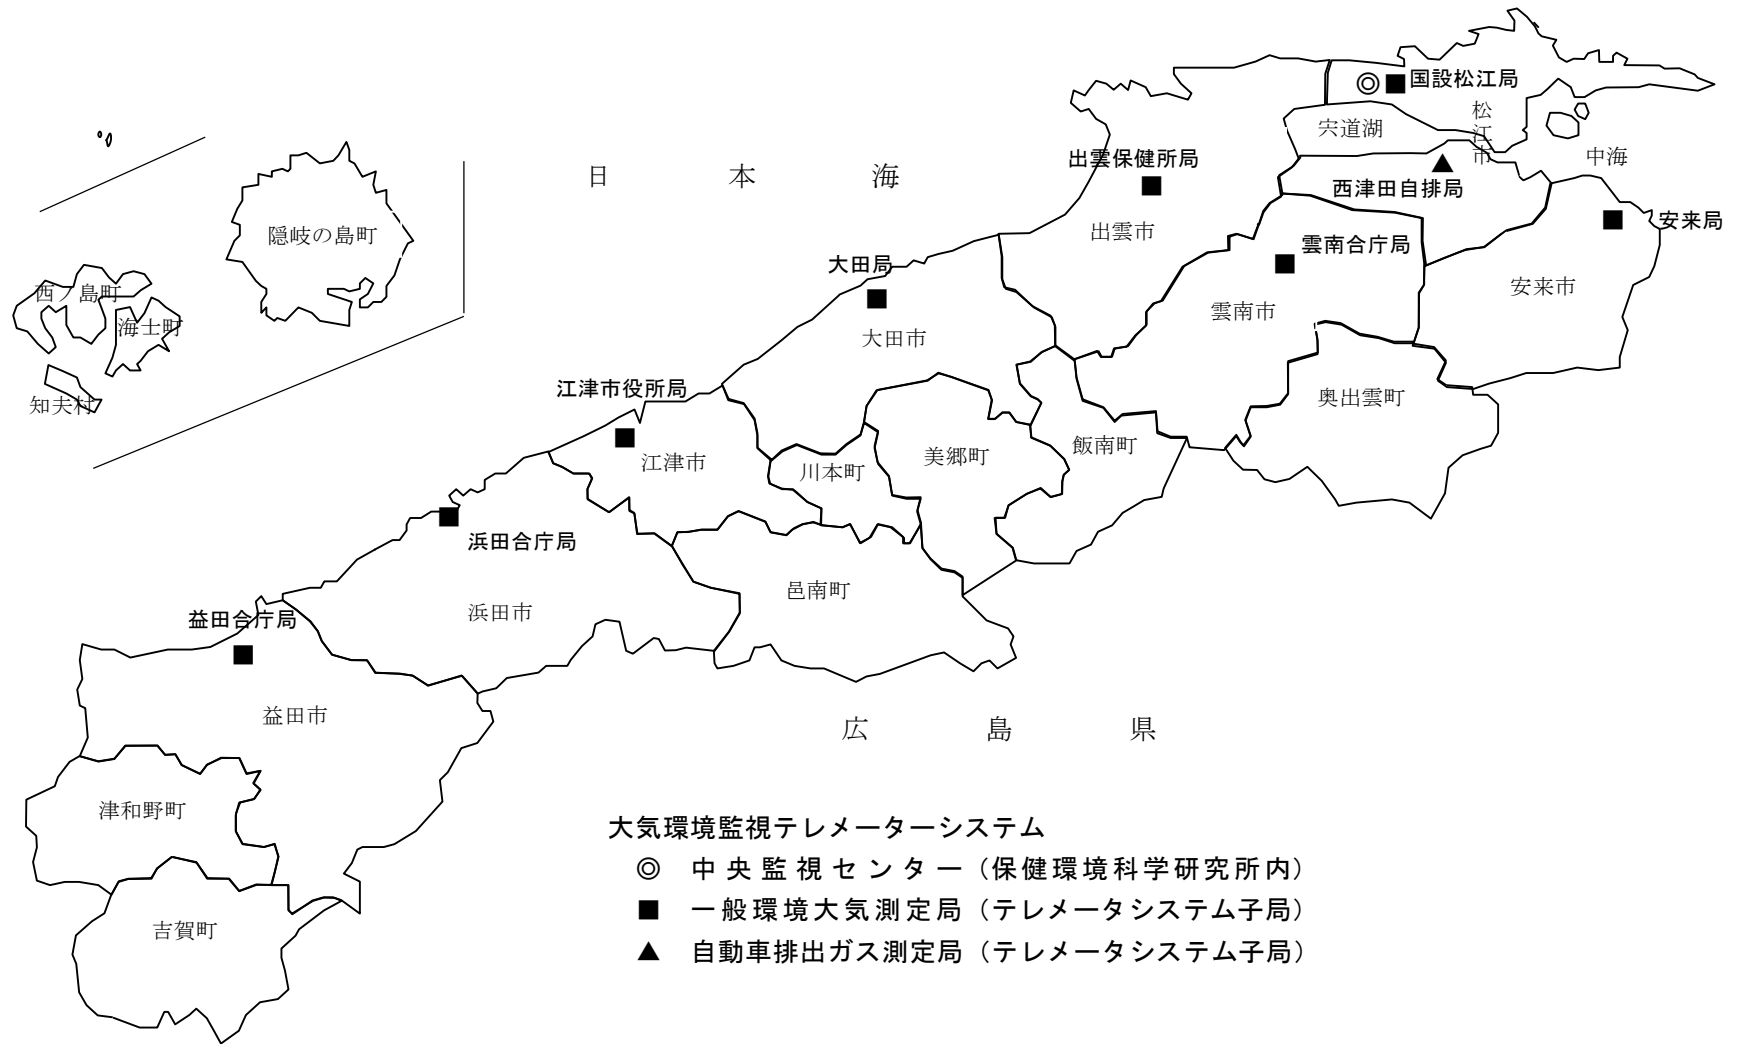 国設松江局
松江市
宍道湖
中海
日本海
出雲保健所局
西津田自排局
安来局
出雲市
隠岐の島町
雲南合庁局
大田局
安来市
西ノ島町
雲南市
海士町
大田市
江津市役所局
奥出雲町
知夫村
飯南町
美郷町
江津市
川本町
浜田合庁局
邑南町
浜田市
益田合庁局
益田市
広島県
津和野町
大気環境監視テレメーターシステム
◎ 中央監視センター（保健環境科学研究所内）
■ 一般環境大気測定局（テレメータシステム子局）
吉賀町
▲ 自動車排出ガス測定局（テレメータシステム子局）